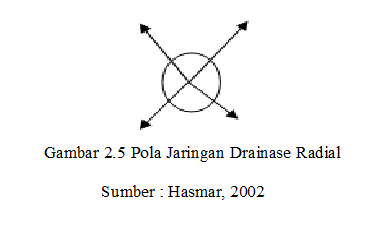 Gambar 2.5 Pola Jaringan Drainase Radial
Sumber : Hasmar, 2002